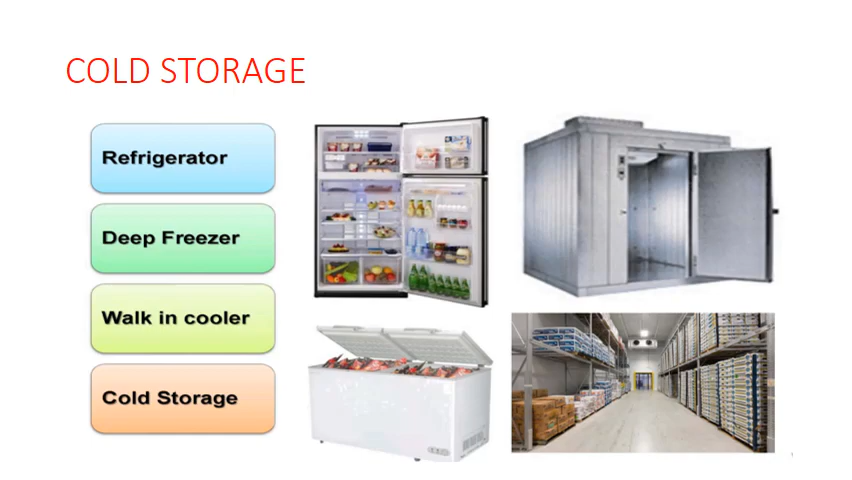 COLD STORAGE
Refrigerator
Deep Freezer
Walk in cooler
Cold Storage